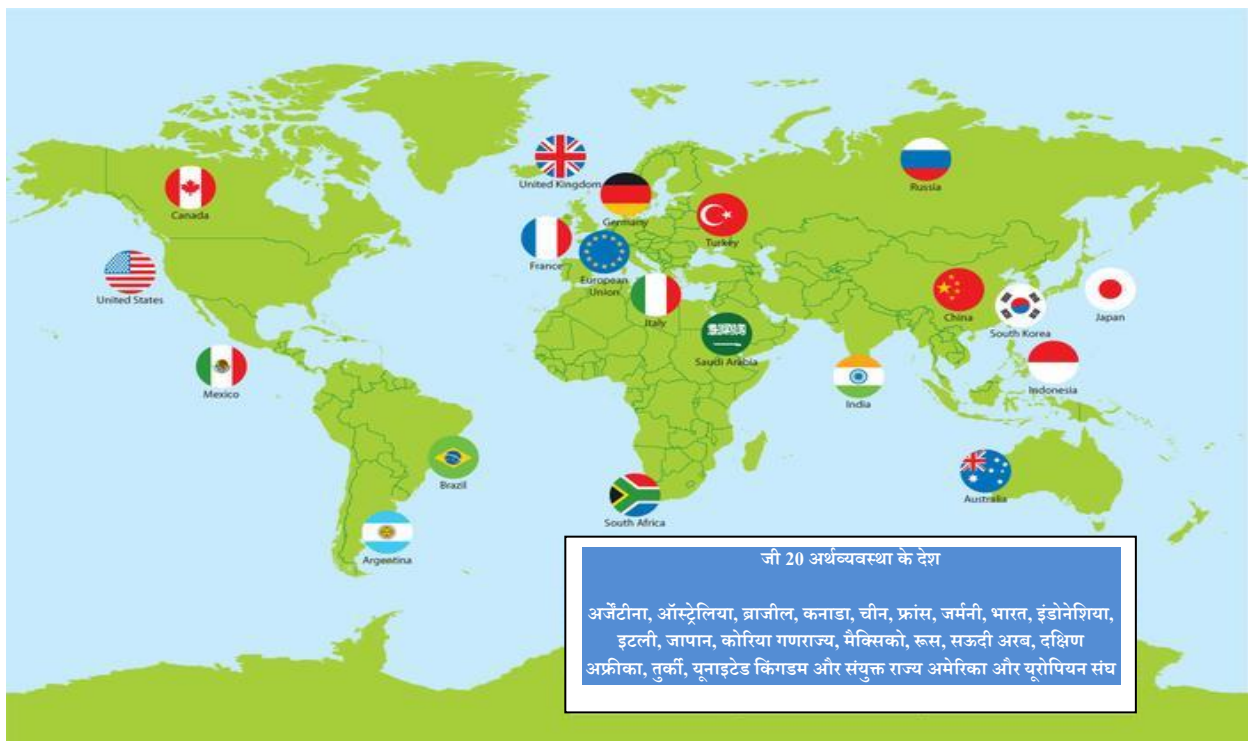 United Kingdom
Russia
Canada
Germany
Turkey
France
European
Union
United States
Italy
China
Japan
South Korea
Saudi Arabia
Mexico
India
Indonesia
Brazil
Australia
South Africa
Argentina
जी 20 अर्थव्यवस्था के देश
अर्जेंटीना, ऑस्ट्रेलिया, ब्राजील, कनाडा, चीन, फ्रांस, जर्मनी, भारत, इंडोनेशिया,
इटली, जापान, कोरिया गणराज्य, मैक्सिको, रूस, सऊदी अरब, दक्षिण
अफ्रीका, तुर्की, यूनाइटेड किंगडम और संयुक्त राज्य अमेरिका और यूरोपियन संघ